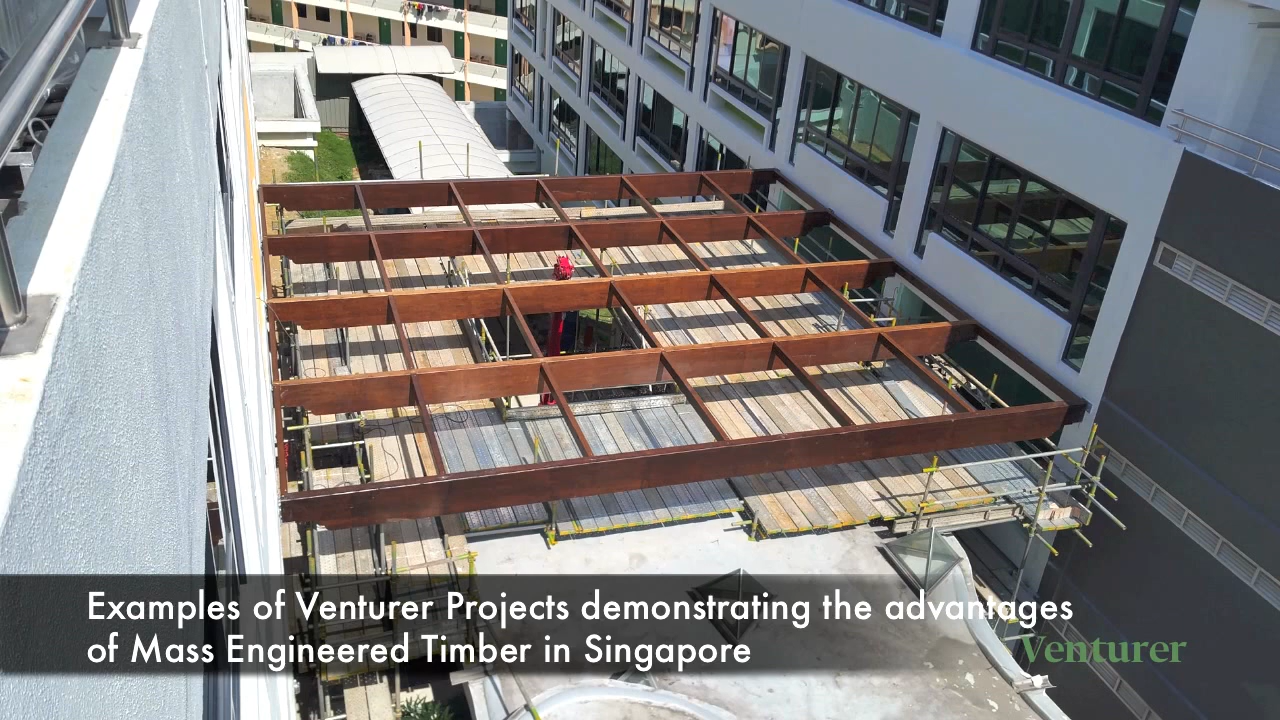 Examples of Venturer Projects demonstrating the advantages
of Mass Engineered Timber in Singapore
Venturer